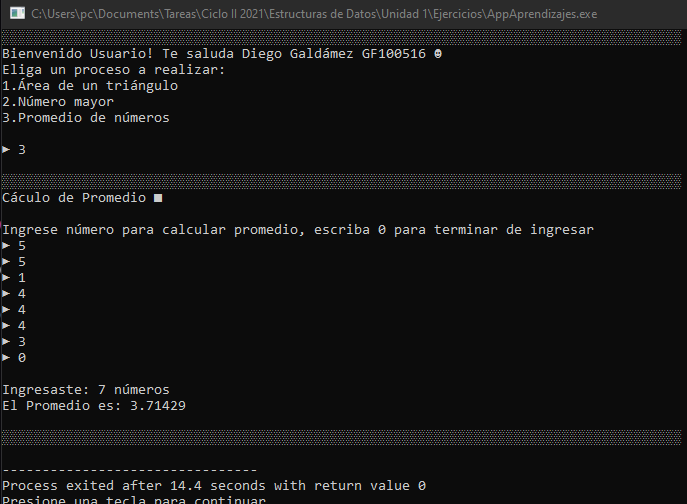 C:\Users\pc\Documents\Tareas\Ciclo II 2021\Estructuras de Datos\Unidad 1\Ejercicios\AppAprendizajes.exe
Bienvenido Usuario! Te saluda Diego Galdámez GF100516 ☻
Eliga un proceso a realizar:
1.Área de un triángulo
2.Número mayor
3.Promedio de números
► 3
Cáculo de Promedio ■
Ingrese número para calcular promedio, escriba 0 para terminar de ingresar
► 5
► 5
► 1
► 4
► 4
► 4
► 3
► 0
Ingresaste: 7 números
El Promedio es: 3.71429
--------------------------------
Process exited after 14.4 seconds with return value 0
Presione una tecla para continuar